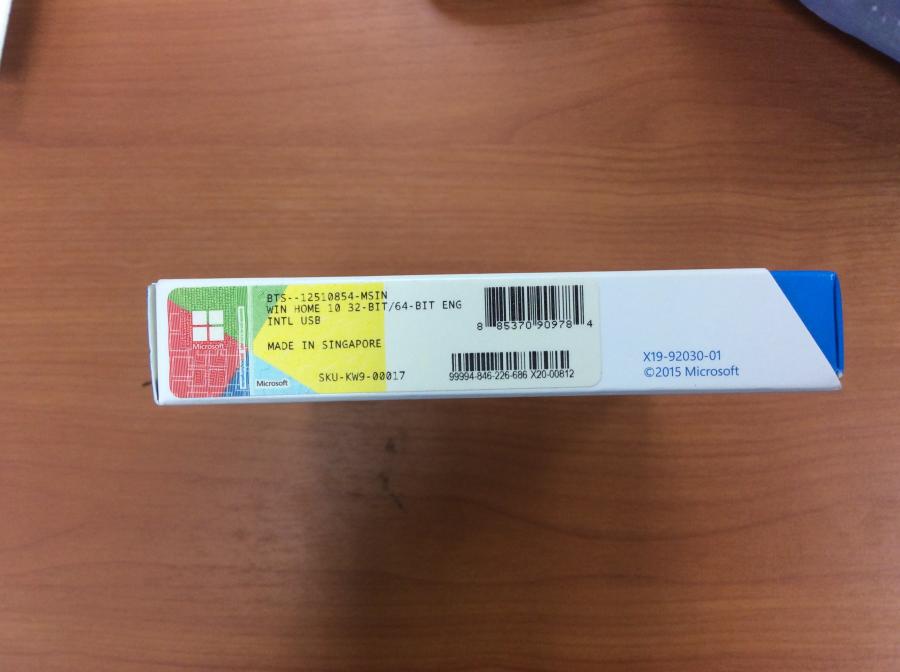 Microsoft
BTS--12510854-MSIN
WIN HOME 10 32-BIT/64-BIT ENG
INTL USB
MADE IN SINGAPORE
Microsoft
SKU-KW9-00017
8 85370 90978 4
99994-846-226-686 X20-00812
X19-92030-01
©2015 Microsoft